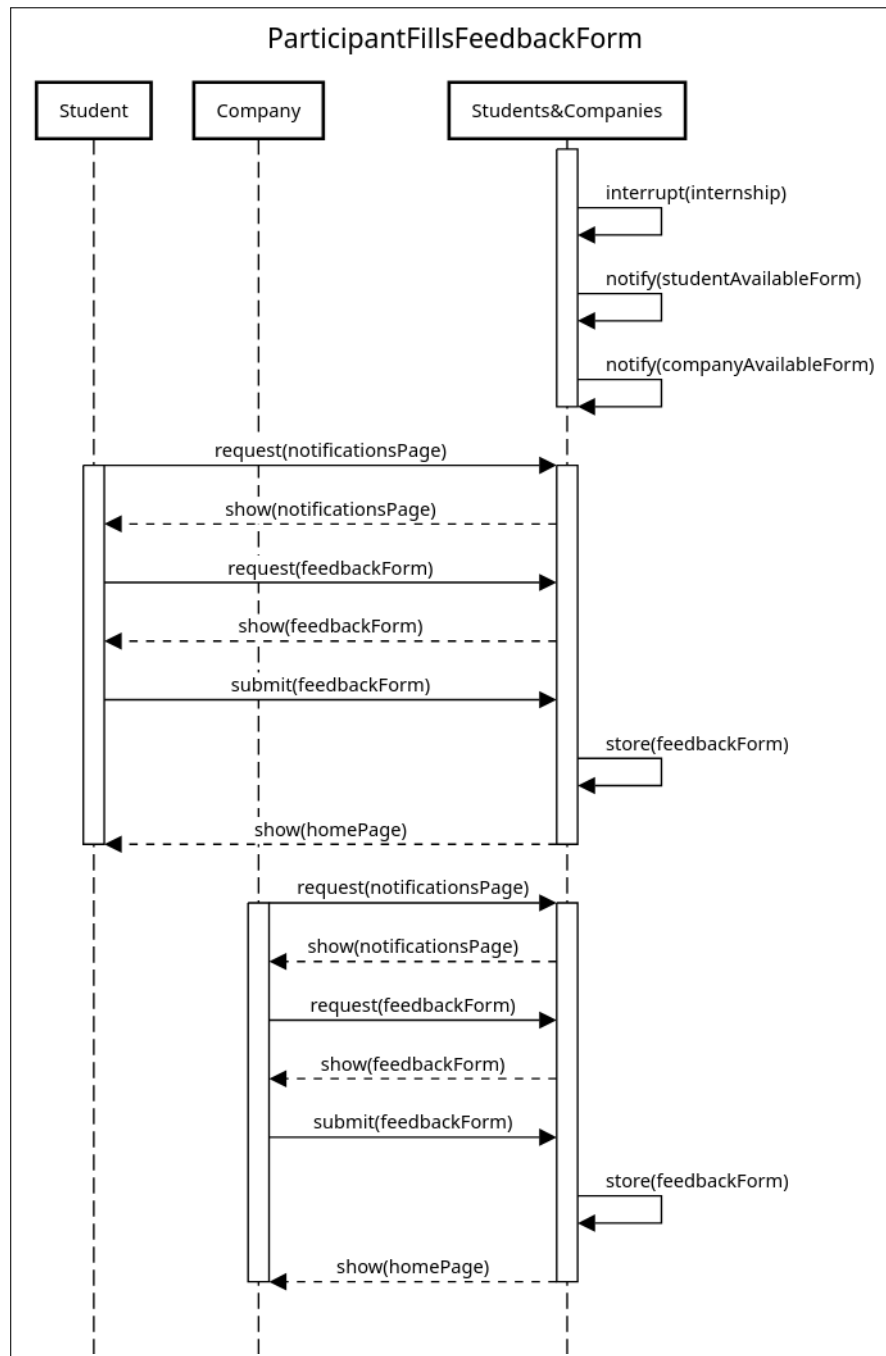 ParticipantFillsFeedbackForm
Student
Company
Students&Companies
interrupt(internship)
notify(studentAvailableForm)
notify(companyAvailableForm)
request(notificationsPage)
show(notificationsPage)
request(feedbackForm)
show(feedbackForm)
submit(feedbackForm)
store(feedbackForm)
show(homePage)
request(notificationsPage)
show(notificationsPage)
request(feedbackForm)
show(feedbackForm)
submit(feedbackForm)
store(feedbackForm)
show(homePage)